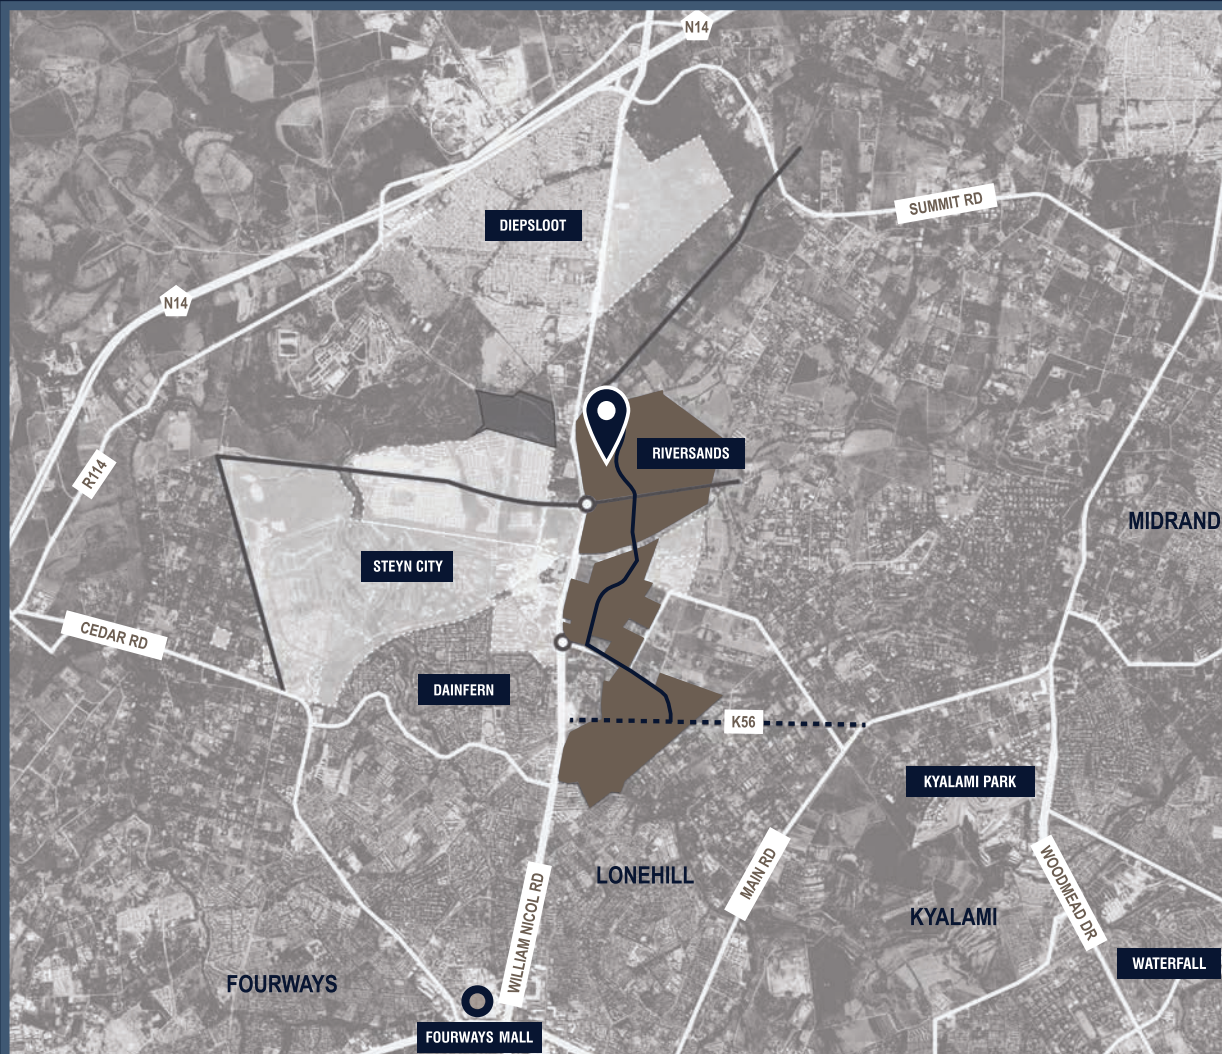 N14
SUMMIT RD
DIEPSLOOT
N14
RIVERSANDS
R114
MIDRAND
STEYN CITY
CEDAR RD
DAINFERN
K56
KYALAMI PARK
LONEHILL
MAIN RD
WOODMEAD DR
KYALAMI
WILLIAM NICOL RD
WATERFALL
FOURWAYS
FOURWAYS MALL